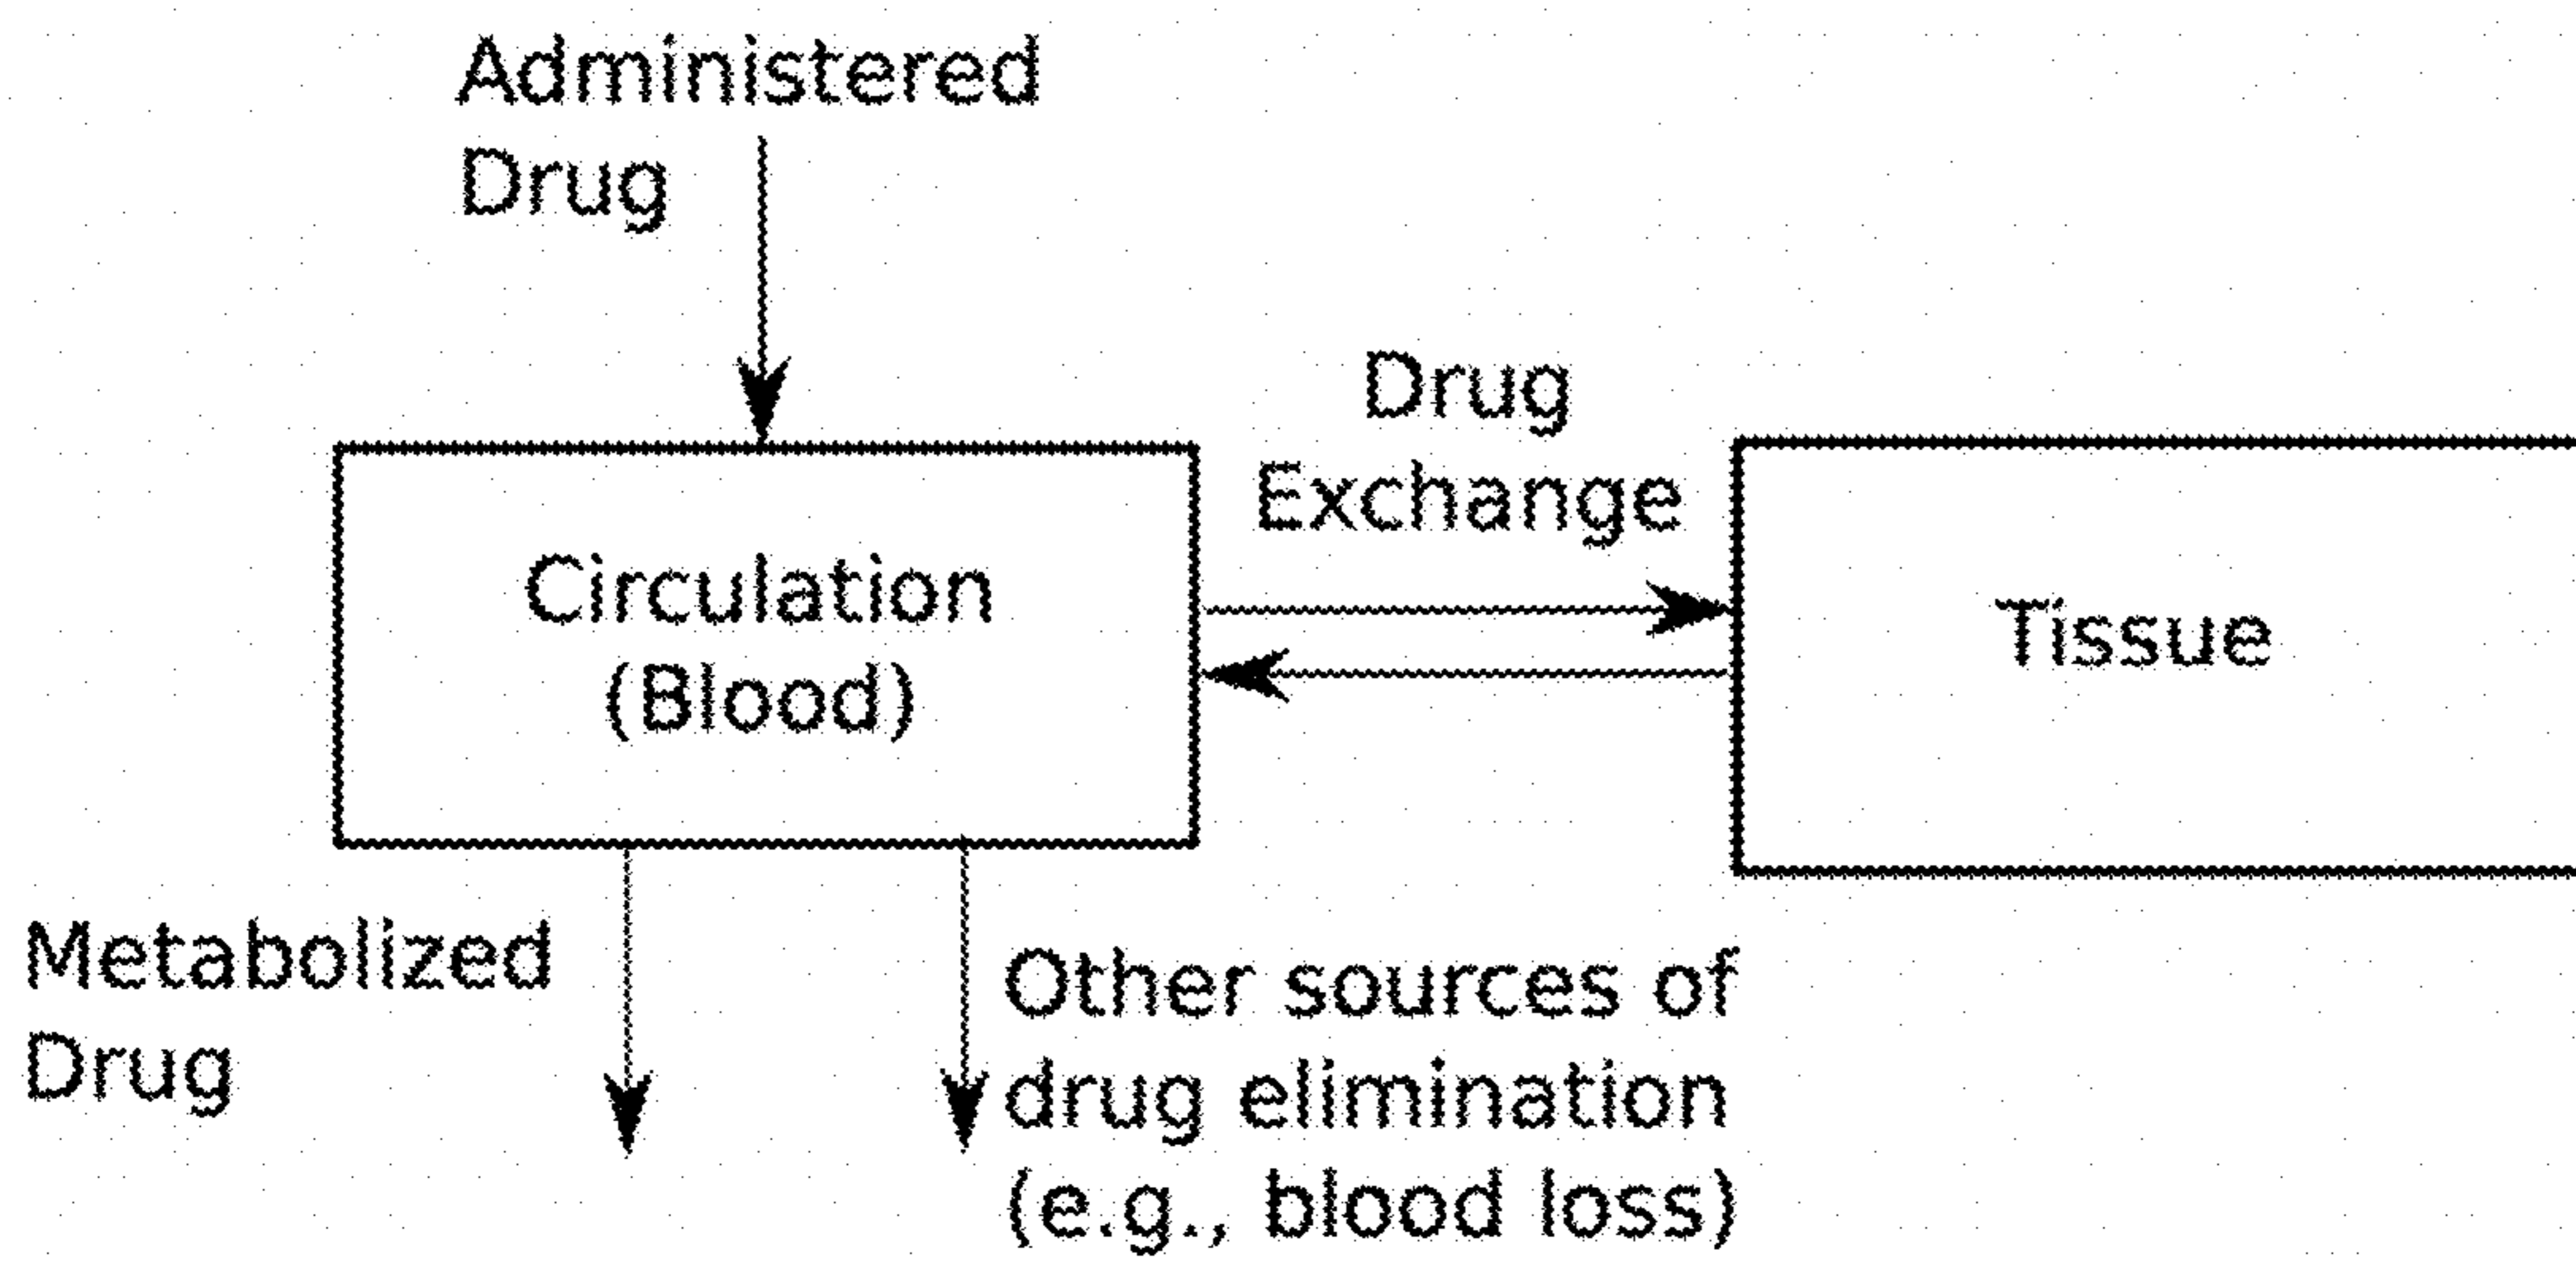 Administered
Drug
Drug
Exchange
Circulation
(Blood)
Tissue
Metabolized
Drug
Other sources of
drug elimination
(e.g., blood loss)